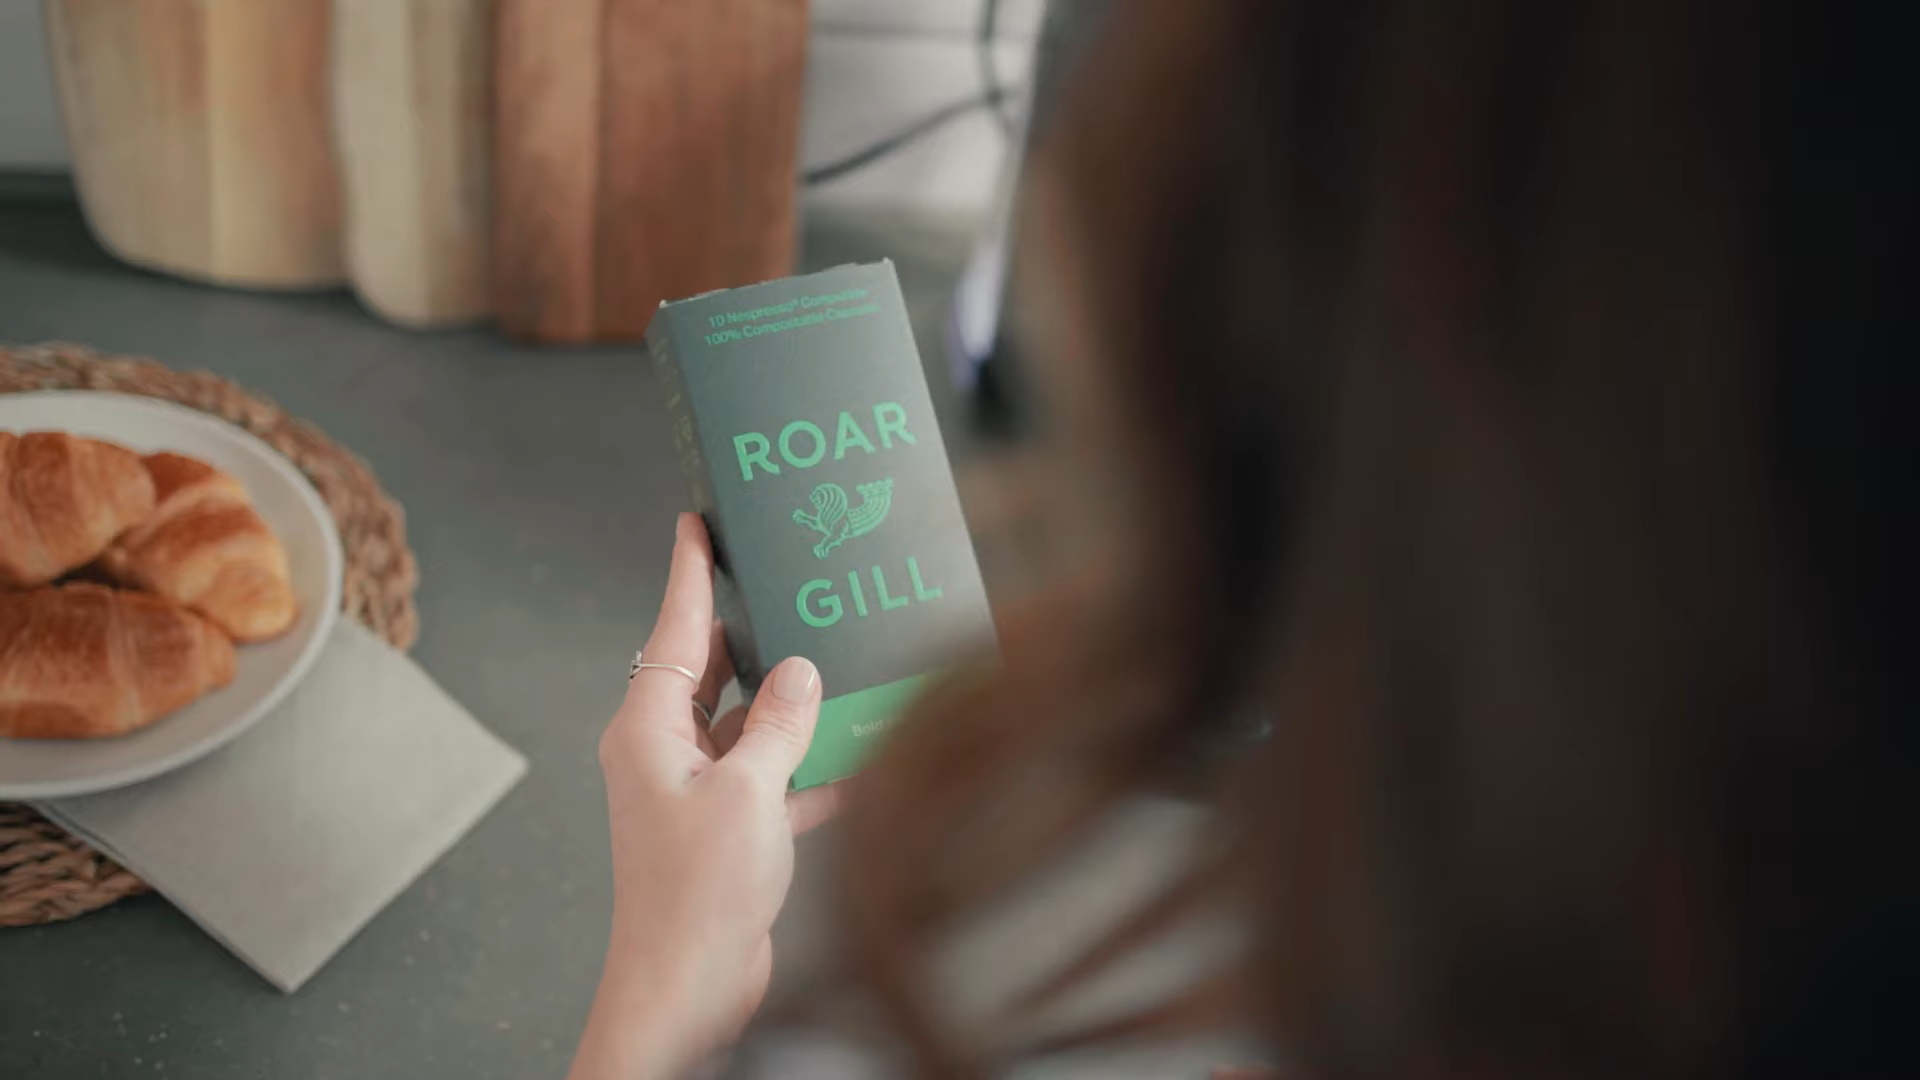 10 Nespresso® Compatible
100% Compostable Capsules
ROAR
GILL
Bold